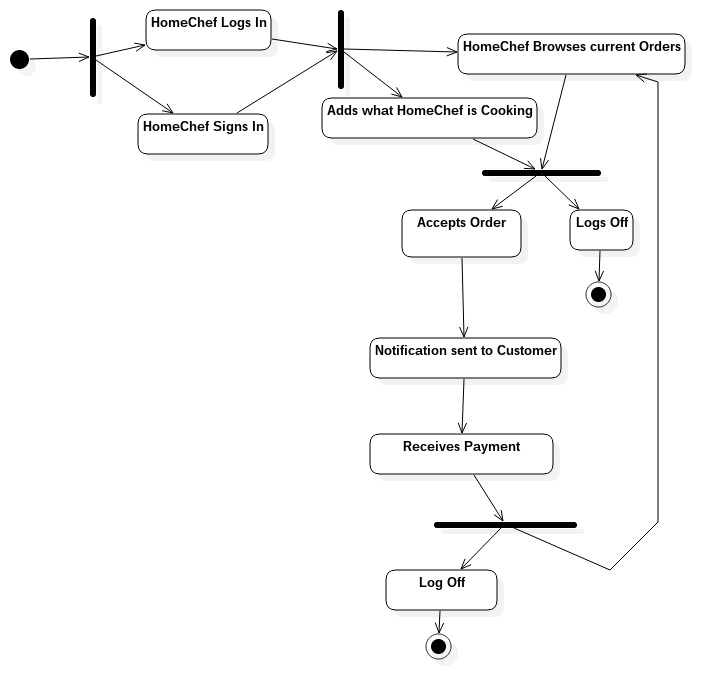 HomeChef Logs In
HomeChef Browses current Orders
Adds what HomeChef is Cooking
HomeChef Signs In
Accepts Order
Logs Off
Notification sent to Customer
Receives Payment
Log Off